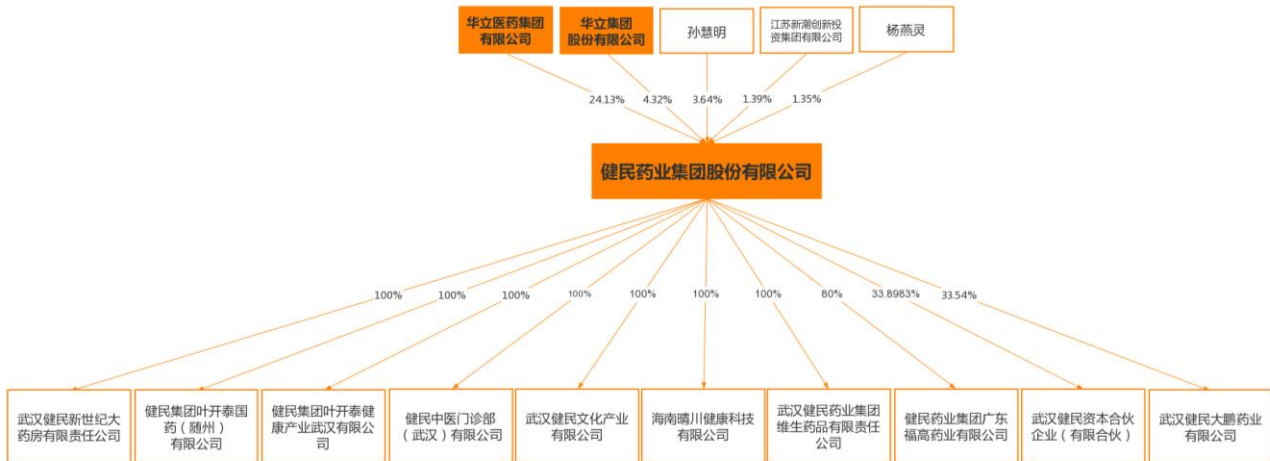 华立医药集团
有限公司
华立集团
股份有限公司
孙慧明
江苏新潮创新投
资集团有限公司
杨燕灵
24.13%
4.32%
3.64%
1.39%
1.35%
健民药业集团股份有限公司
100%
100%
100%
100%
100%
100%
100%
80%
33.8983%
33.54%
武汉健民新世纪大
药房有限责任公司
健民集团叶开泰国
药（随州）
有限公司
健民集团叶开泰健
康产业武汉有限公
司
健民中医门诊部
（武汉）有限公司
武汉健民文化产业
有限公司
海南晴川健康科技
有限公司
武汉健民药业集团
维生药品有限责任
公司
健民药业集团广东
福高药业有限公司
武汉健民资本合伙
企业（有限合伙）
武汉健民大鹏药业
有限公司